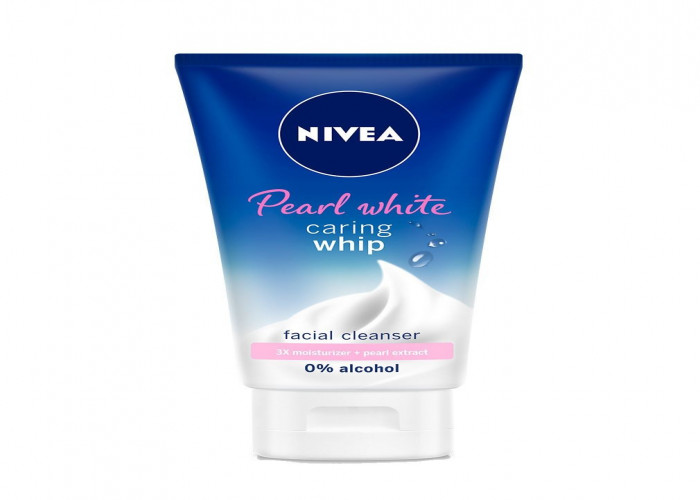 NIVEA
Pearl white
caring
whip
facial cleanser
3X moisturizer + pearl extract
0% alcohol